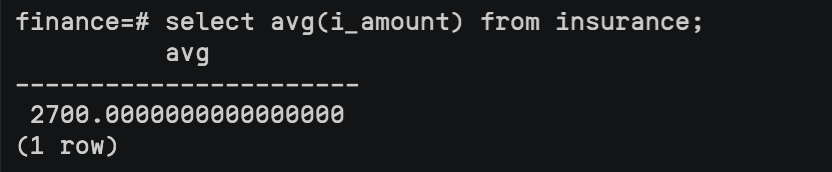 finance=# select avg(i_amount) from insurance;
avg
-----------------------
2700.0000000000000000
(1 row)